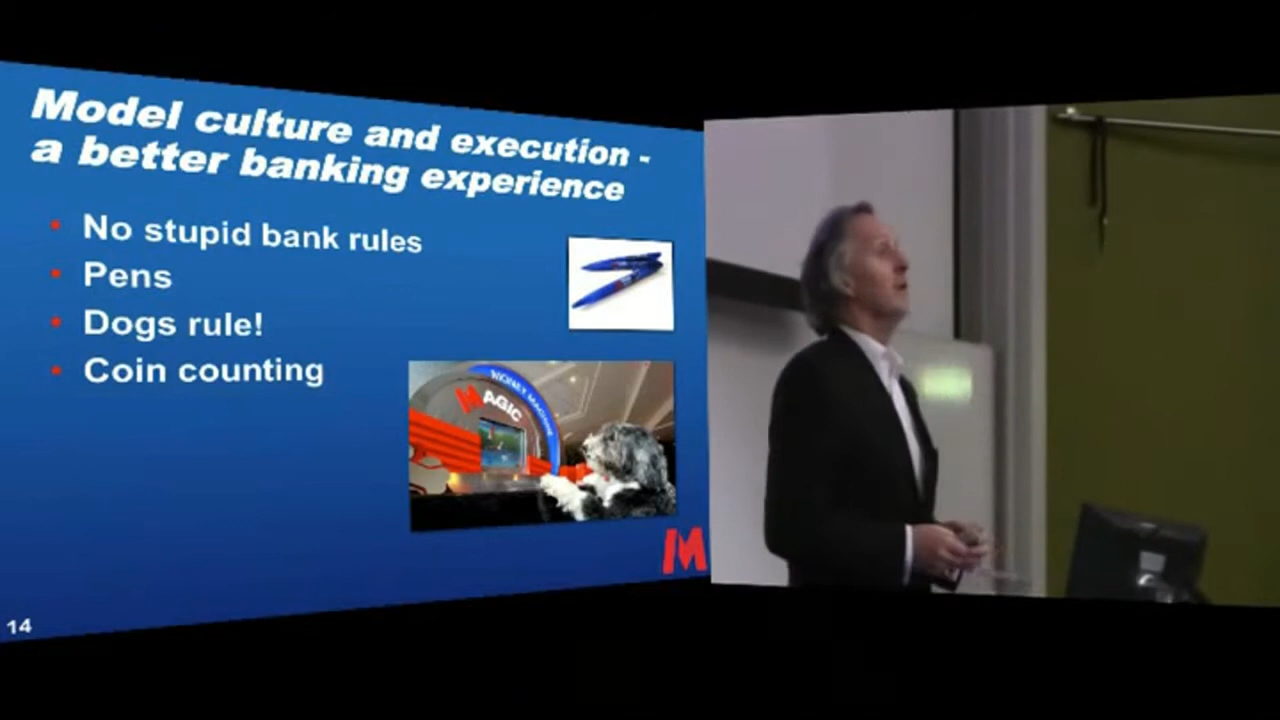 Model culture and execution -
a better banking experience
• No stupid bank rules
• Pens
• Dogs rule!
• Coin counting
MAGIC
MONEY MACHINE
M
14